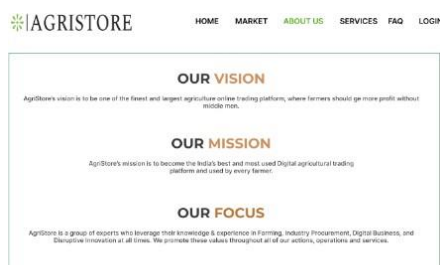 AGRISTORE
HOME MARKET ABOUT US SERVICES FAQ LOGIN
OUR VISION
AgriStore's vision is to be one of the finest and largest agriculture online trading platform, where farmers should ge more profit without
middle men.
OUR MISSION
AgriStore's mission is to become the India's best and most used Digital agricultural trading
platform and used by every farmer.
OUR FOCUS
AgriStore is a group of experts who leverage their knowledge & experience in Farming, Industry Procurement, Digital Business, and
Disruptive Innovation at all times. We promote these values throughout all of our actions, operations and services.